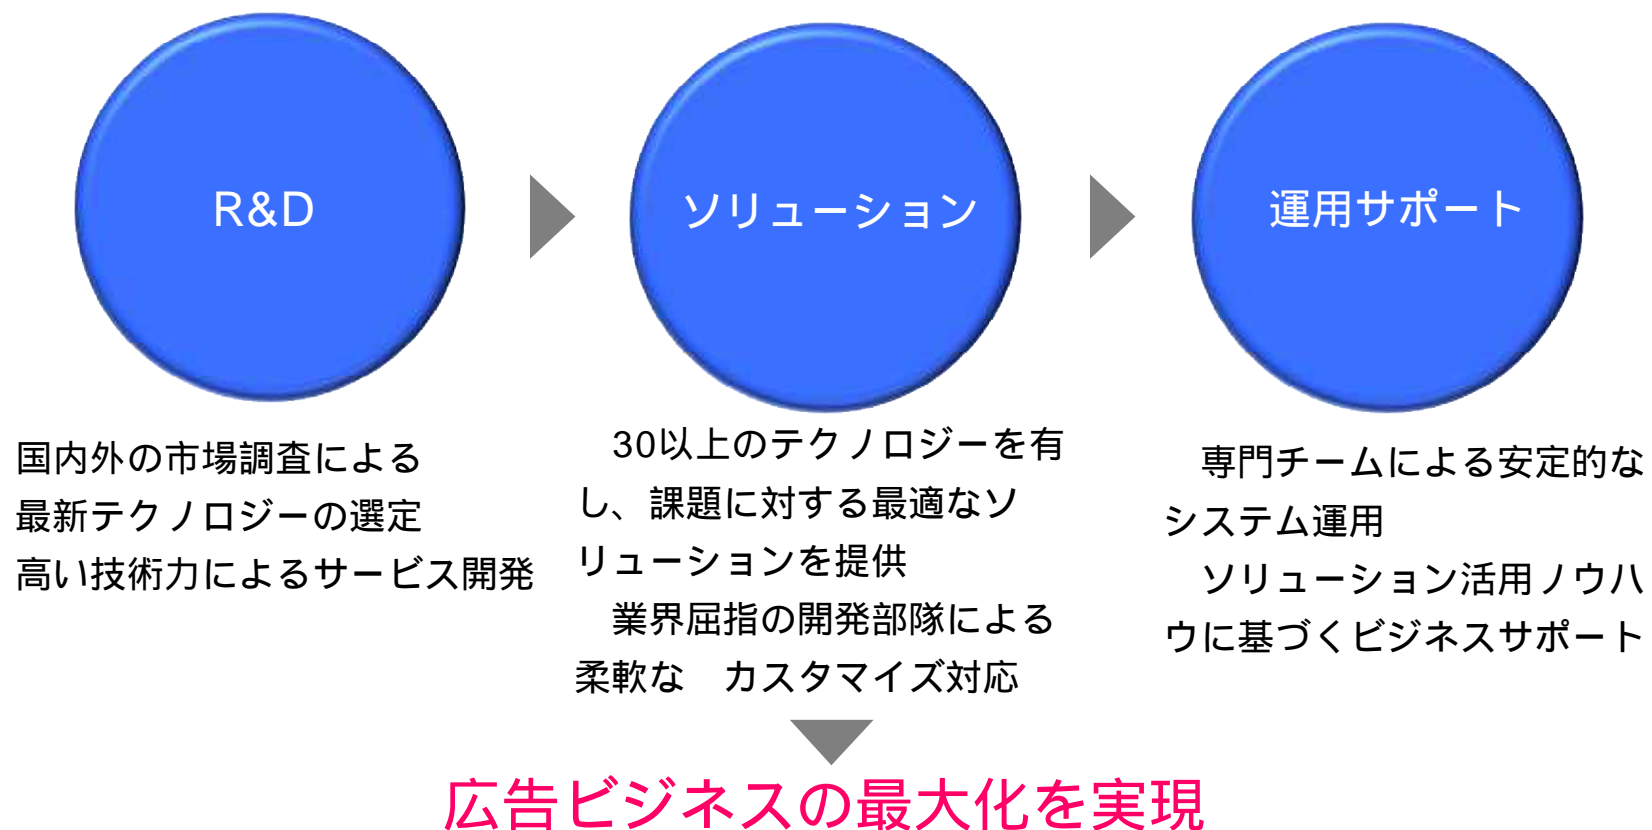 R&D
ソリューション
運用サポート
国内外の市場調査による
最新テクノロジーの選定
高い技術力によるサービス開発
30以上のテクノロジーを有
し、課題に対する最適なソ
リューションを提供
業界屈指の開発部隊による
柔軟な　カスタマイズ対応
専門チームによる安定的な
システム運用
ソリューション活用ノウハ
ウに基づくビジネスサポート
広告ビジネスの最大化を実現